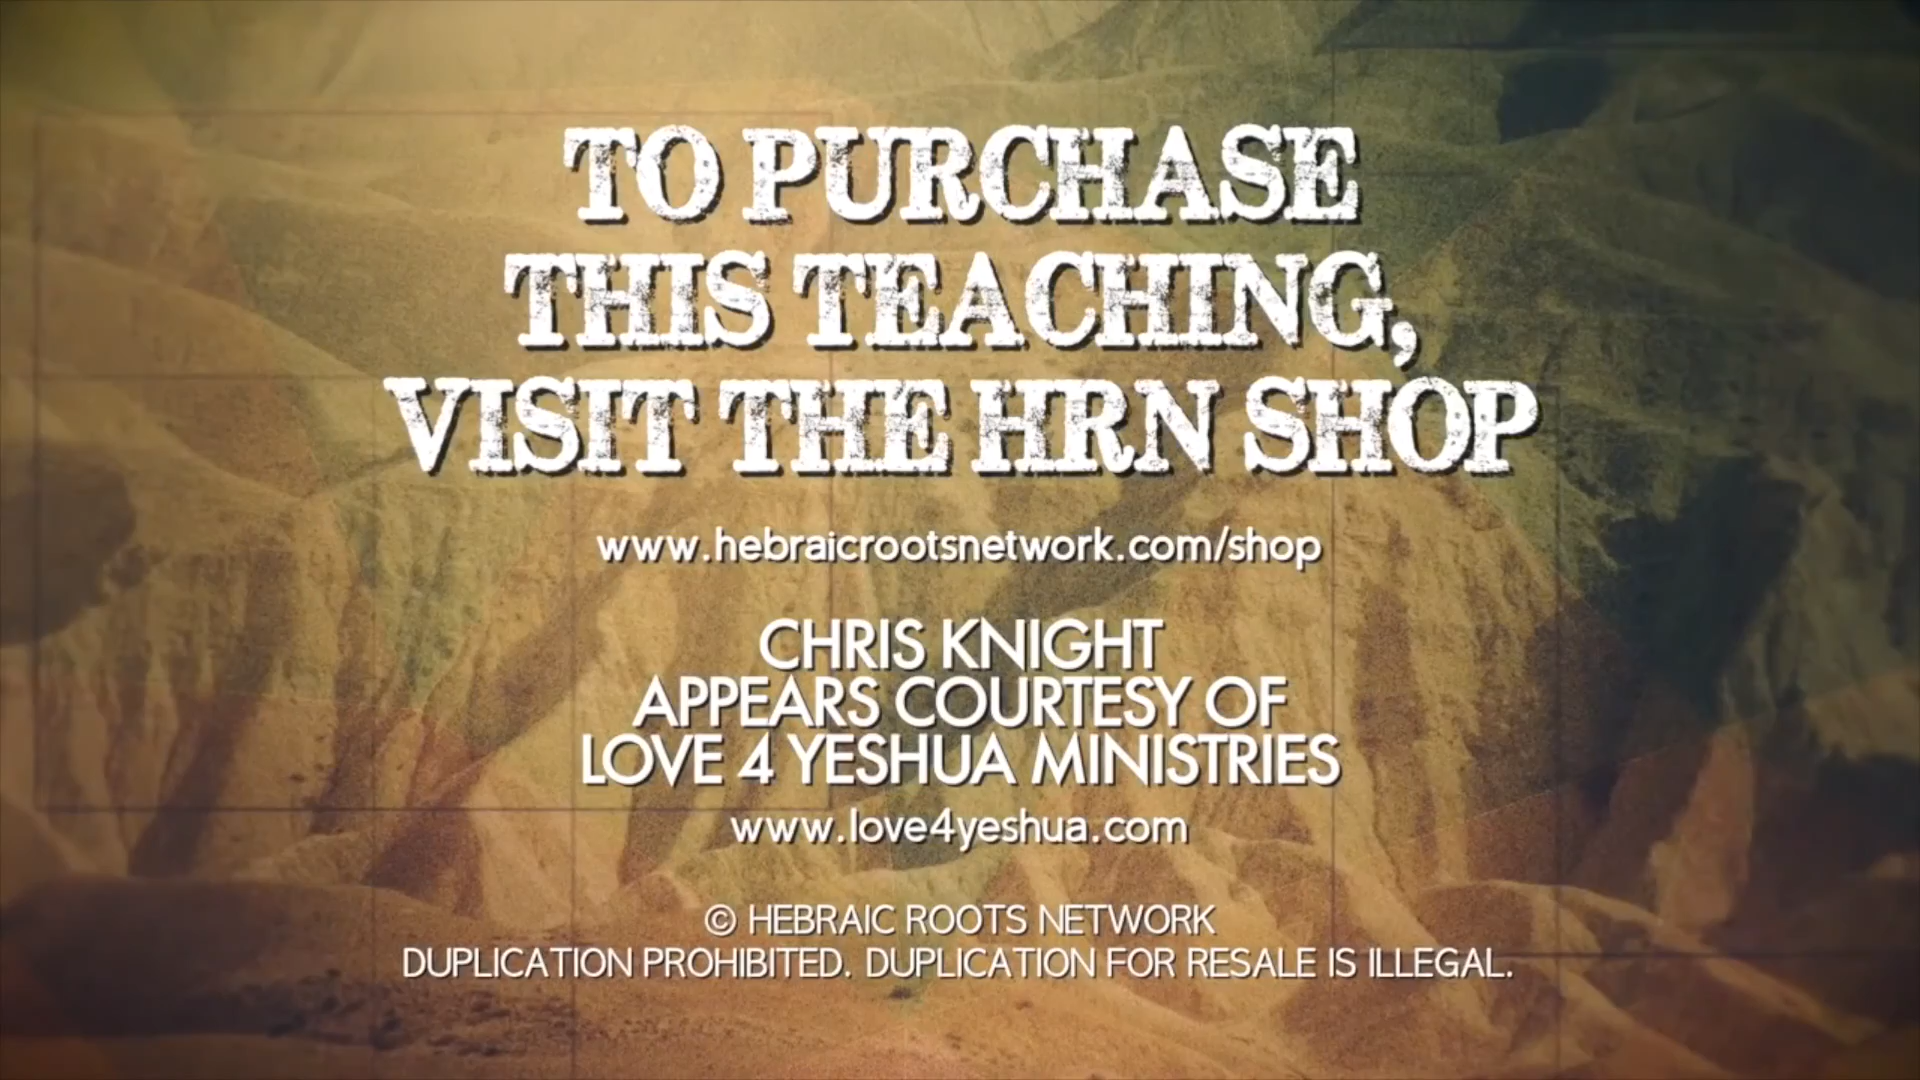 TO PURCHASE
THIS TEACHING,
VISIT THE HRN SHOP
www.hebraicrootsnetwork.com/shop
CHRIS KNIGHT
APPEARS COURTESY OF
LOVE 4 YESHUA MINISTRIES
www.love4yeshua.com
© HEBRAIC ROOTS NETWORK
DUPLICATION PROHIBITED. DUPLICATION FOR RESALE IS ILLEGAL.